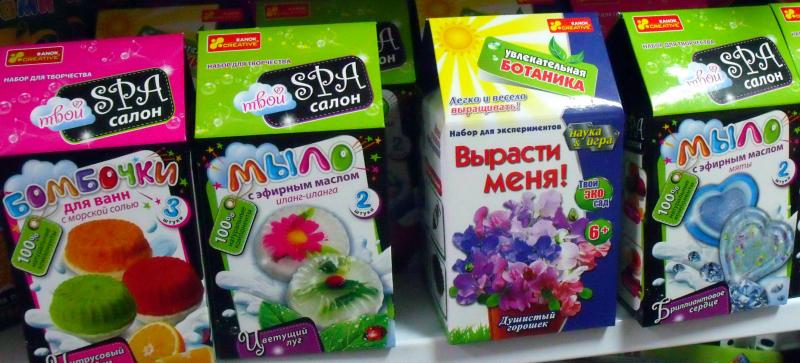 RANOK
CREATIVE
НАБОР ДЛЯ ТВОРЧЕСТВА
твой SPA
салон
БОМБОЧКИ
для ванн
с морской солью
3
штуки
100%
RANOK
CREATIVE
НАБОР ДЛЯ ТВОРЧЕСТВА
твой SPA
салон
МЫЛО
с эфирным маслом
иланг-иланга
2
штуки
100%
Цветущий
луг
RANOK
CREATIVE
УВЛЕКАТЕЛЬНАЯ
БОТАНИКА
Легко и весело
выращивать!
Набор для экспериментов
наука
игра
Вырасти
меня!
Твой
ЭКО
сад
6+
Душистый
горошек
RANOK
CREATIVE
НАБОР ДЛЯ ТВОРЧЕСТВА
твой SPA
салон
МЫЛО
с эфирным маслом
мяты
2
штуки
100%
Бриллиантовое
сердце